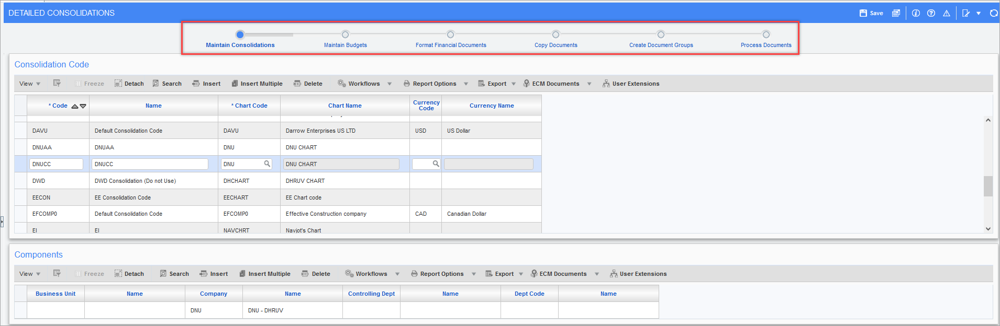 DETAILED CONSOLIDATIONS Save
Maintain Consolidations Maintain Budgets Format Financial Documents Copy Documents Create Document Groups Process Documents
Consolidation Code
View Freeze Detach Search Insert Insert Multiple Delete Workflows Report Options Export ECM Documents User Extensions
* Code Name * Chart Code Chart Name Currency Code Currency Name
DAVU Default Consolidation Code DAVU Darrow Enterprises US LTD USD US Dollar
DNUAA DNUAA DNU DNU CHART
DNUCC DNUCC DNU DNU CHART
DWD DWD Consolidation (Do not Use) DHCHART DHRUV CHART
EECON EE Consolidation Code EECHART EE Chart code
EFCOMP0 Default Consolidation Code EFCOMP0 Effective Construction company CAD Canadian Dollar
EI EI NAVCHRT Navjot's Chart
Components
View Freeze Detach Search Insert Insert Multiple Delete Workflows Report Options Export ECM Documents User Extensions
Business Unit Name Company Name Controlling Dept Name Dept Code Name
DNU DNU - DHRUV